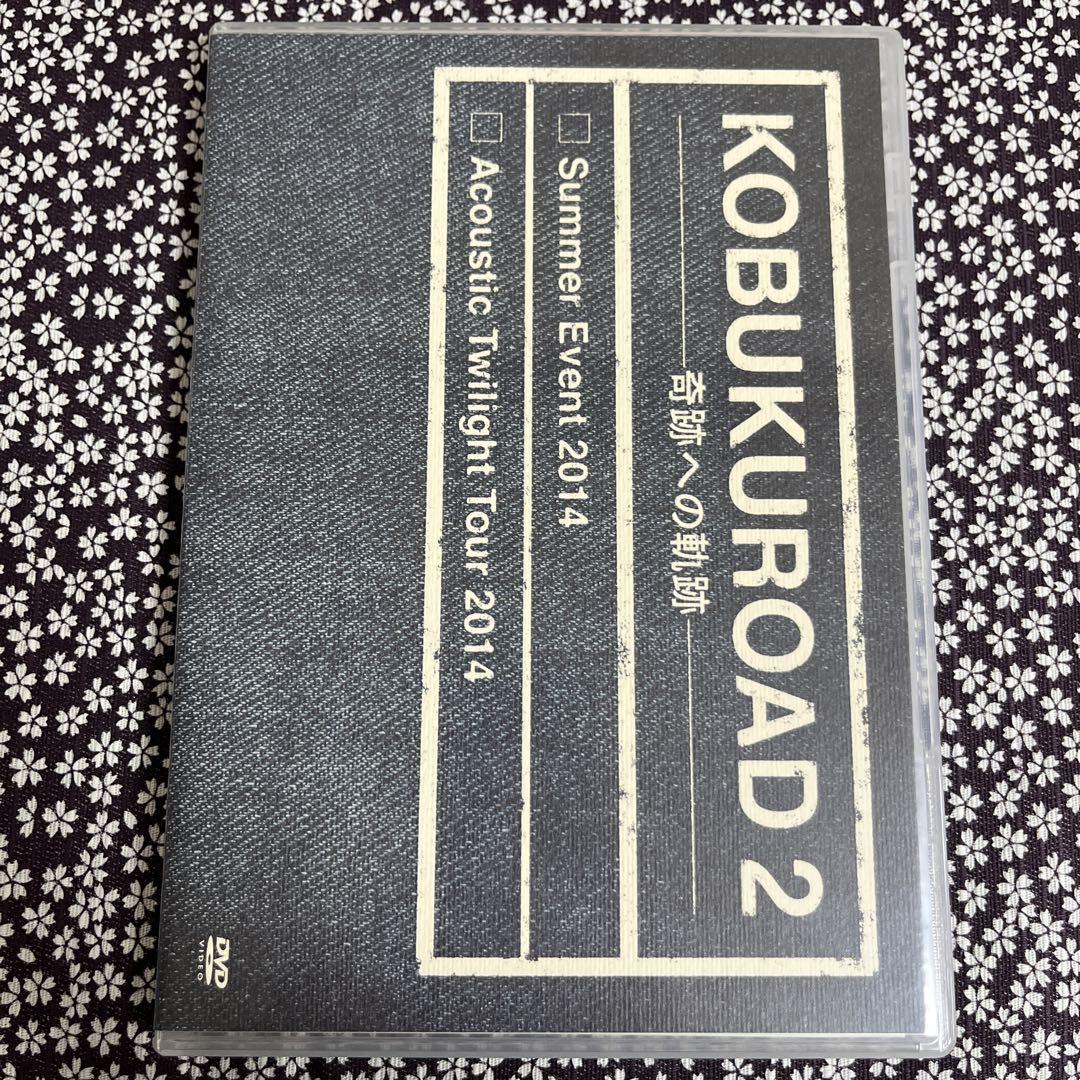 KOBUKUROAD 2
奇跡への軌跡
Summer Event 2014
Acoustic Twilight Tour 2014
DVD
VIDEO